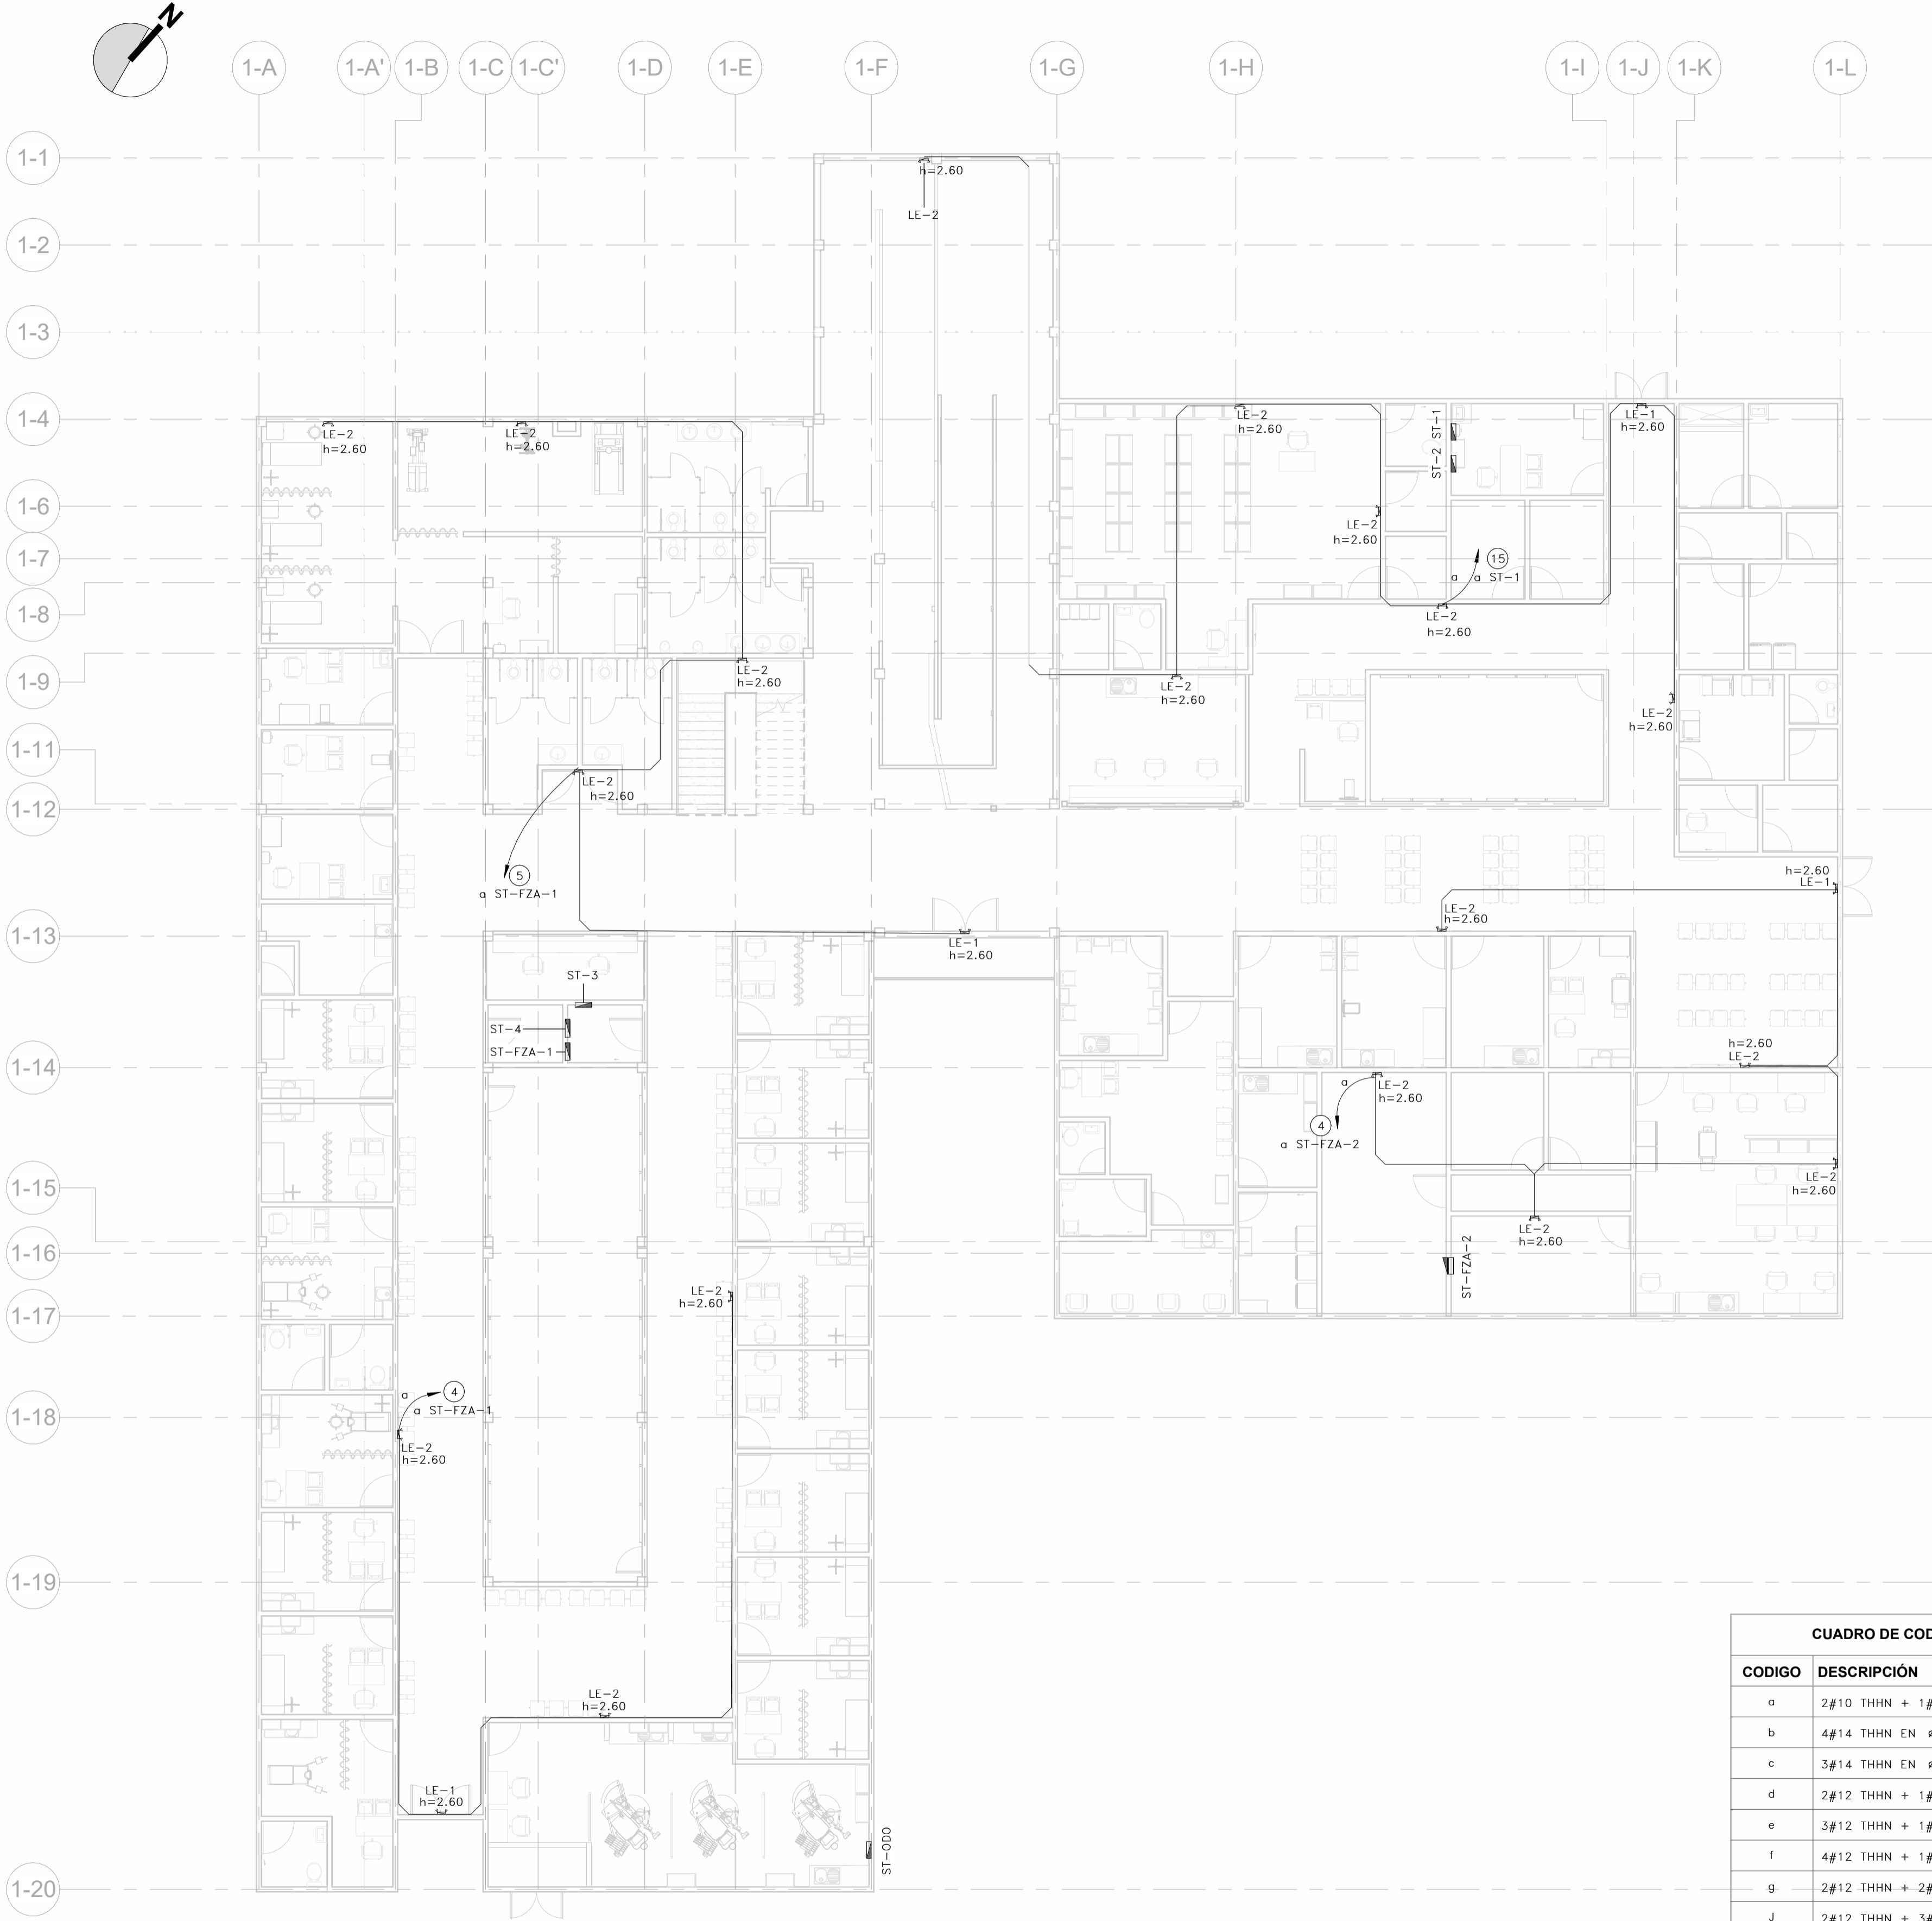 N
1-A 1-A' 1-B 1-C 1-C' 1-D 1-E 1-F 1-G 1-H 1-I 1-J 1-K 1-L
1-1
h=2.60
LE-2
1-2
1-3
1-4
LE-2
h=2.60
LE-2
h=2.60
LE-2
h=2.60
ST-2 ST-1
LE-1
h=2.60
1-6
LE-2
h=2.60
1-7
15
a
a ST-1
1-8
LE-2
h=2.60
1-9
LE-2
h=2.60
LE-2
h=2.60
LE-2
h=2.60
1-11
LE-2
h=2.60
1-12
5
a ST-FZA-1
h=2.60
LE-1
LE-2
h=2.60
1-13
LE-1
h=2.60
ST-3
ST-4
ST-FZA-1
1-14
h=2.60
LE-2
a
LE-2
h=2.60
4
a ST-FZA-2
1-15
LE-2
h=2.60
LE-2
h=2.60
1-16
ST-FZA-2
LE-2
h=2.60
1-17
a
4
a ST-FZA-1
1-18
LE-2
h=2.60
1-19
LE-2
h=2.60
LE-1
h=2.60
ST-ODO
1-20
CUADRO DE COD
CODIGO DESCRIPCIÓN
a 2#10 THHN + 1#
b 4#14 THHN EN ø
c 3#14 THHN EN ø
d 2#12 THHN + 1#
e 3#12 THHN + 1#
f 4#12 THHN + 1#
g 2#12 THHN + 2#
J 2#12 THHN + 3#